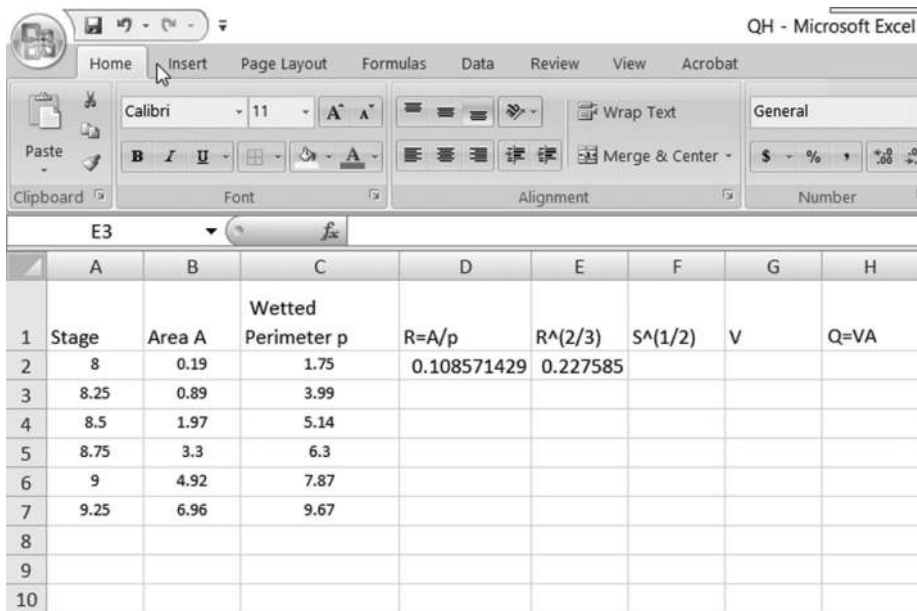 QH - Microsoft Excel
Home Insert Page Layout Formulas Data Review View Acrobat
Paste
Calibri 11 A A Wrap Text General
B I U A Merge & Center $ % , .00
Clipboard Font Alignment Number
E3 fx
A B C D E F G H
1 Stage Area A Wetted Perimeter p R=A/p R^(2/3) S^(1/2) V Q=VA
2 8 0.19 1.75 0.108571429 0.227585
3 8.25 0.89 3.99
4 8.5 1.97 5.14
5 8.75 3.3 6.3
6 9 4.92 7.87
7 9.25 6.96 9.67
8
9
10